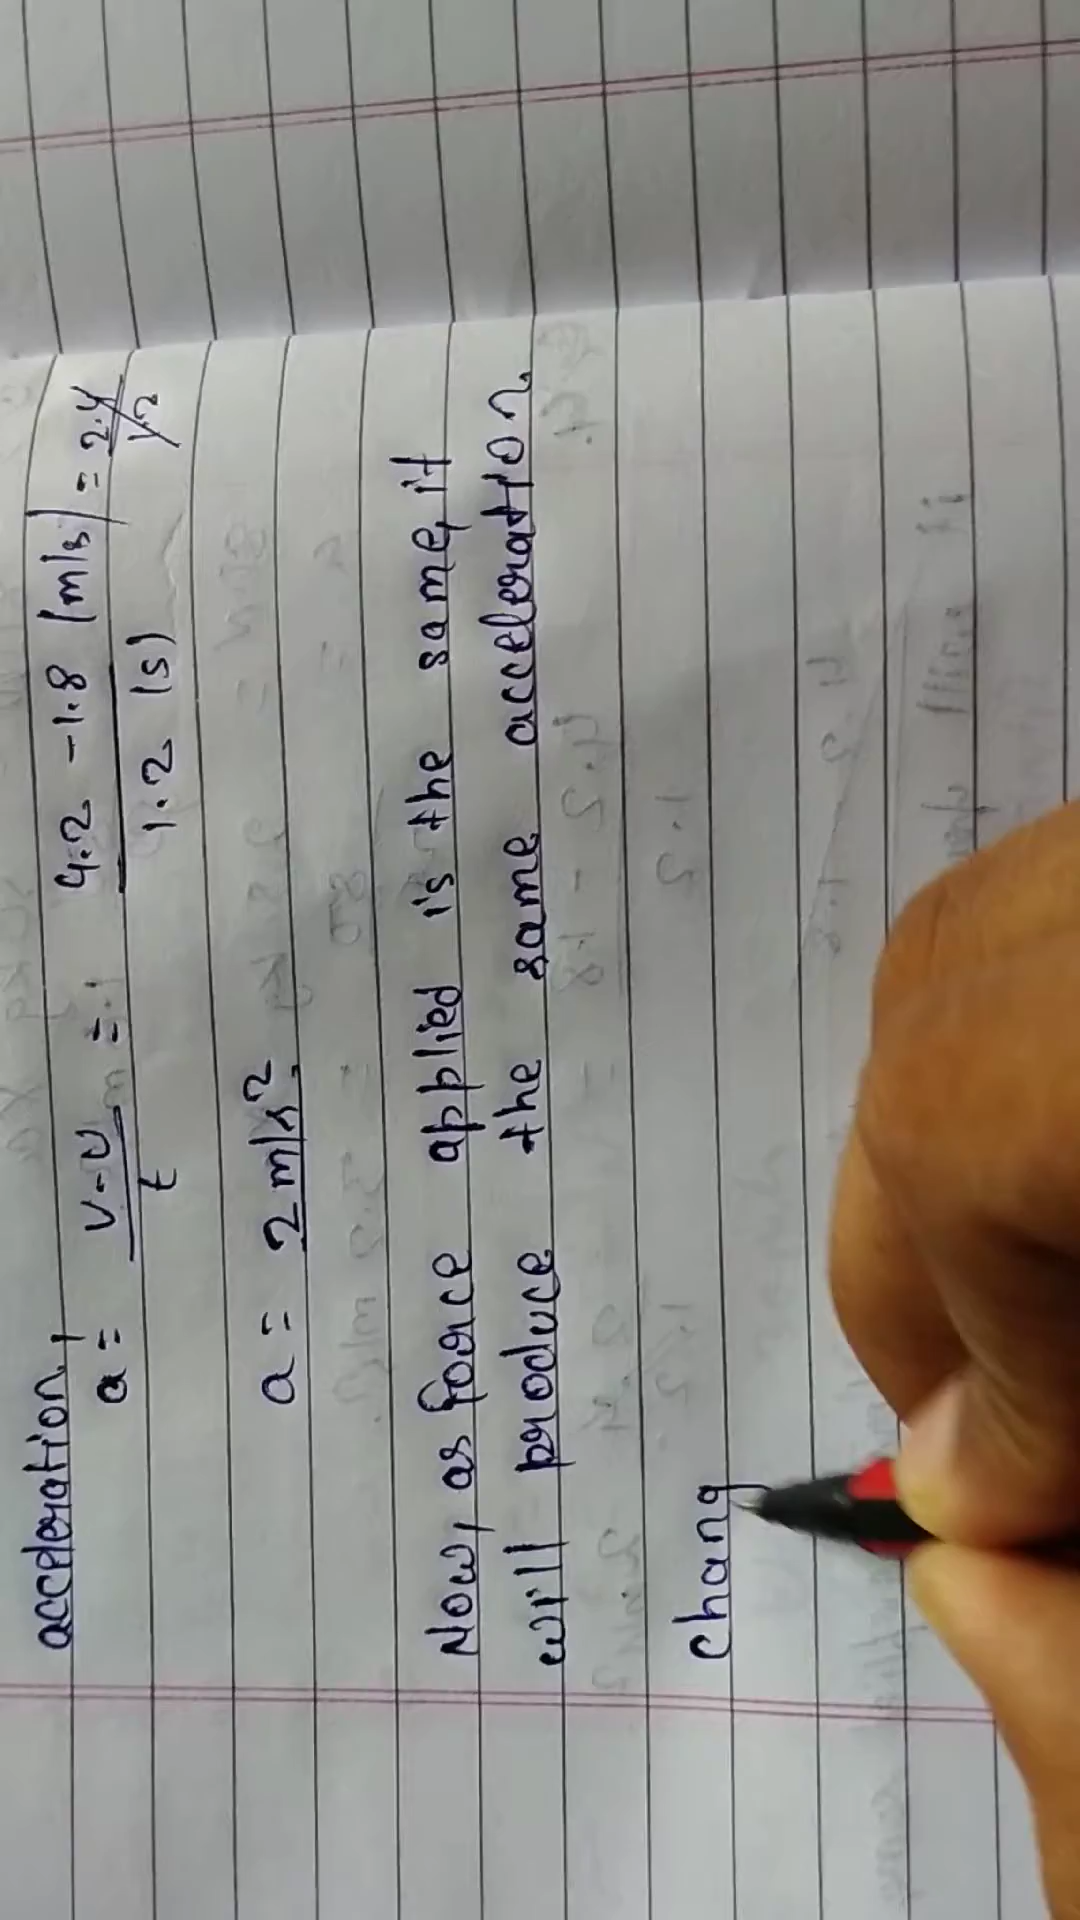 acceleration,
a = v-u/t = 4.2 -1.8 (m/s)/1.2 (s) = 2.4/1.2
a = 2 m/s²
Now, as force applied is the same, it
will produce the same acceleration.
Chang